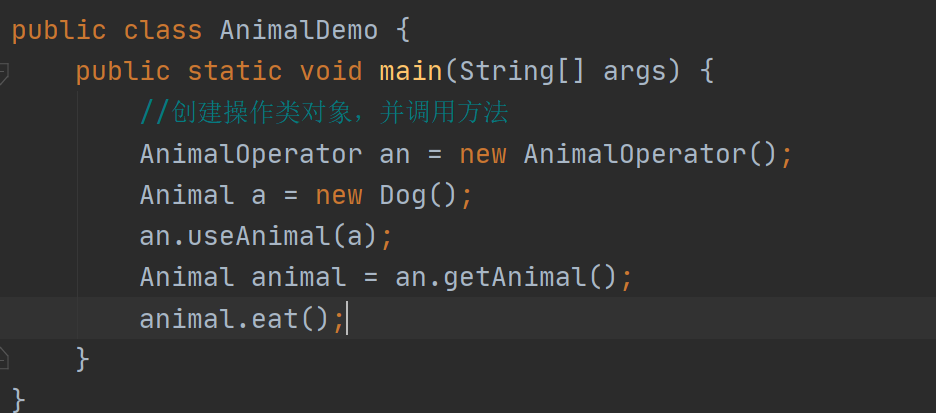 public class AnimalDemo {
    public static void main(String[] args) {
        //创建操作类对象，并调用方法
        AnimalOperator an = new AnimalOperator();
        Animal a = new Dog();
        an.useAnimal(a);
        Animal animal = an.getAnimal();
        animal.eat();
    }
}